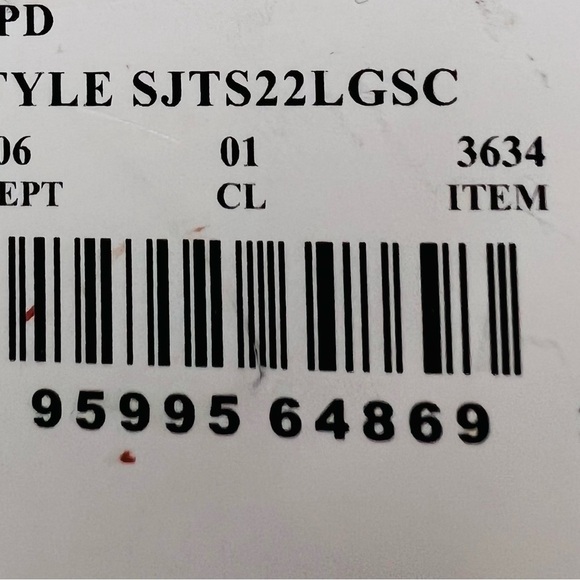 PD
TYLE SJTS22LGSC
06 01 3634
EPT CL ITEM
95995 64869